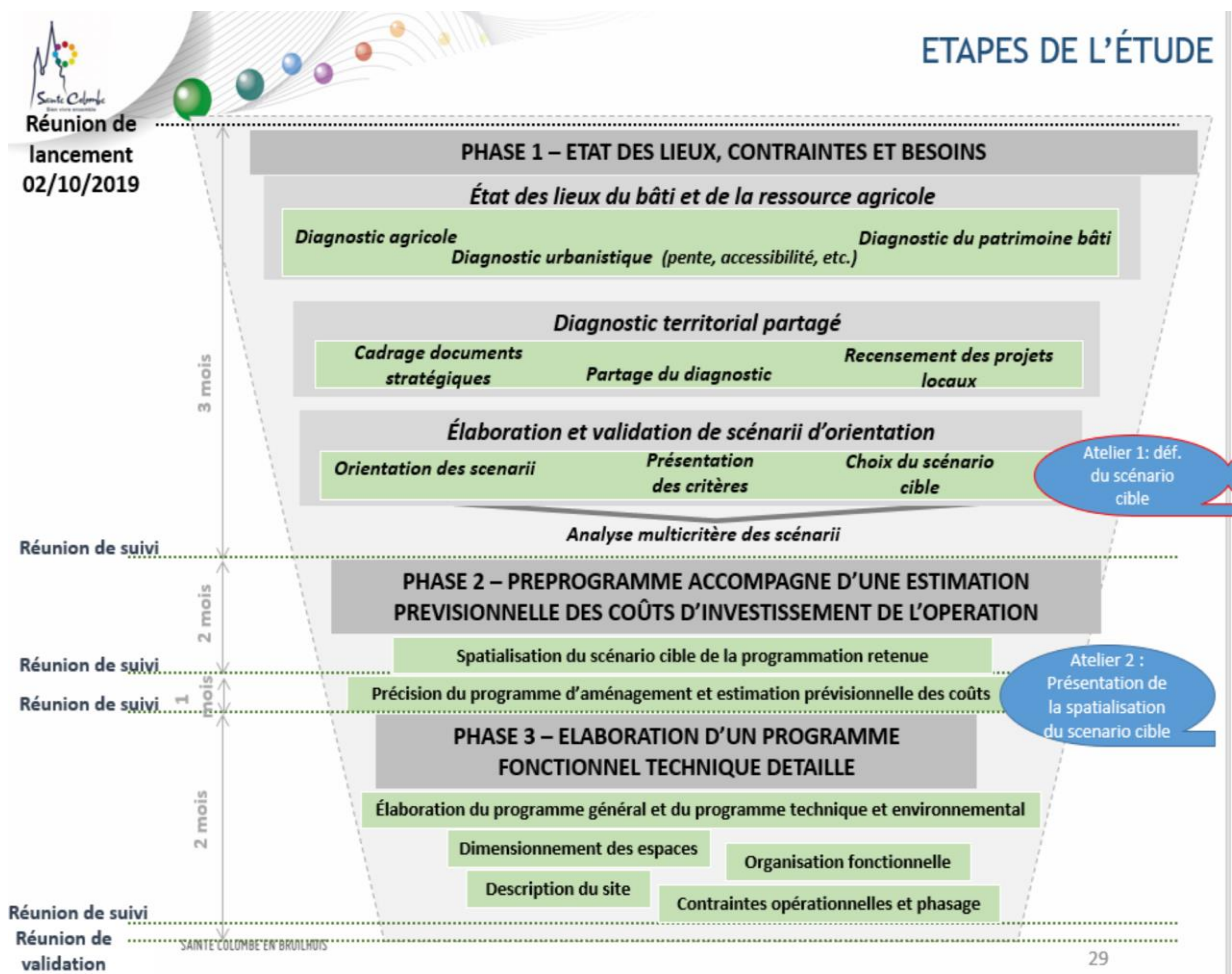 ETAPES DE L’ÉTUDE
Sainte Colombe
Bien vivre ensemble
Réunion de
lancement
02/10/2019
PHASE 1 – ETAT DES LIEUX, CONTRAINTES ET BESOINS
État des lieux du bâti et de la ressource agricole
Diagnostic agricole
Diagnostic urbanistique (pente, accessibilité, etc.)
Diagnostic du patrimoine bâti
Diagnostic territorial partagé
Cadrage documents
stratégiques
Partage du diagnostic
Recensement des projets
locaux
3 mois
Élaboration et validation de scénarii d’orientation
Orientation des scenarii
Présentation
des critères
Choix du scénario
cible
Atelier 1: déf.
du scénario
cible
Analyse multicritère des scénarii
Réunion de suivi
PHASE 2 – PREPROGRAMME ACCOMPAGNE D’UNE ESTIMATION
PREVISIONNELLE DES COÛTS D’INVESTISSEMENT DE L’OPERATION
2 mois
Spatialisation du scénario cible de la programmation retenue
Réunion de suivi
Précision du programme d’aménagement et estimation prévisionnelle des coûts
1
mois
Réunion de suivi
Atelier 2 :
Présentation de
la spatialisation
du scenario cible
PHASE 3 – ELABORATION D’UN PROGRAMME
FONCTIONNEL TECHNIQUE DETAILLE
2 mois
Élaboration du programme général et du programme technique et environnemental
Dimensionnement des espaces
Organisation fonctionnelle
Description du site
Contraintes opérationnelles et phasage
Réunion de suivi
Réunion de
validation
SAINTE COLOMBE EN BRUILHOIS
29